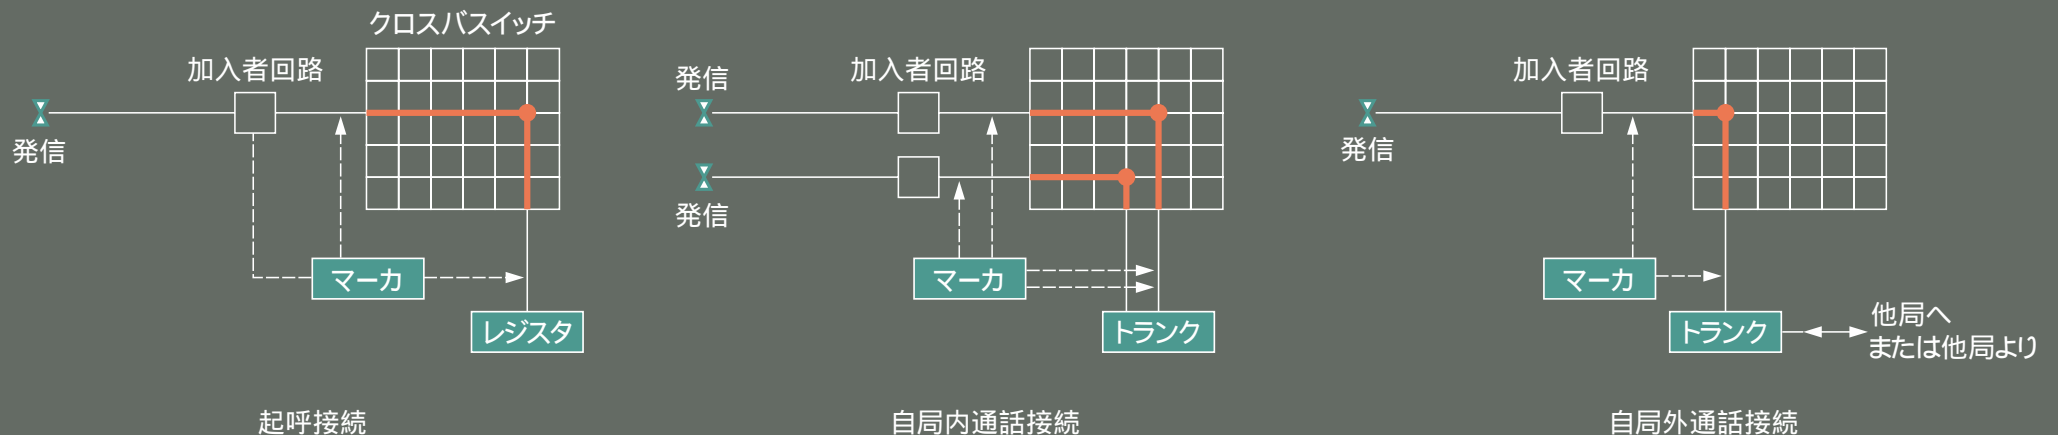 クロスバスイッチ
加入者回路
発信
マーカ
レジスタ
起呼接続
発信
加入者回路
発信
マーカ
トランク
自局内通話接続
加入者回路
発信
マーカ
トランク
他局へ
または他局より
自局外通話接続